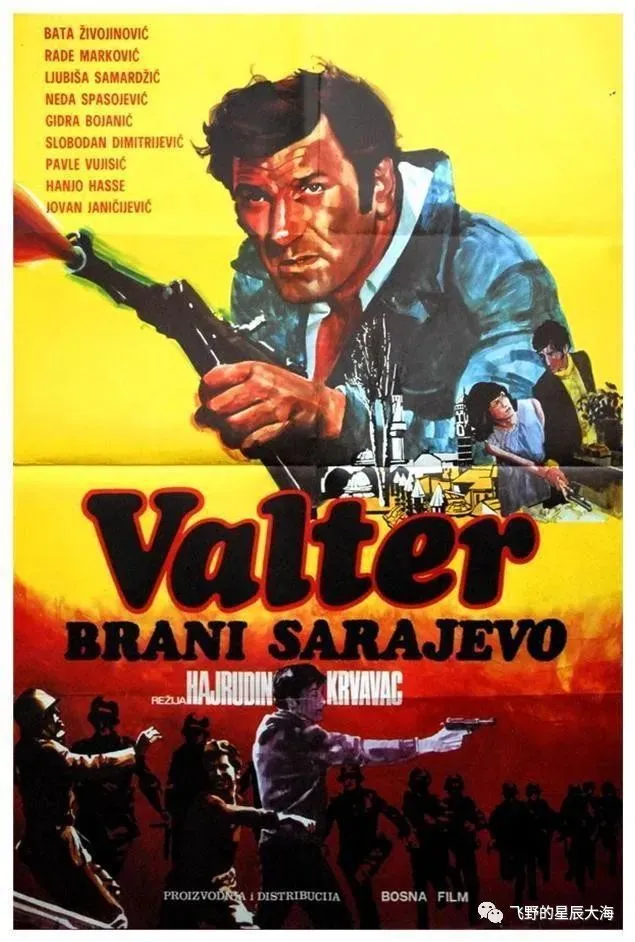 BATA ŽIVOJINOVIĆ
RADE MARKOVIĆ
LJUBIŠA SAMARDŽIĆ
NEDA SPASOJEVIĆ
GIDRA BOJANIĆ
SLOBODAN DIMITRIJEVIĆ
PAVLE VUJISIĆ
HANJO HASSE
JOVAN JANIČIJEVIĆ
Valter
BRANI SARAJEVO
REŽIJA HAJRUDIN KRVAVAC
PROIZVODNJA I DISTRIBUCIJA BOSNA FILM
飞野的星辰大海